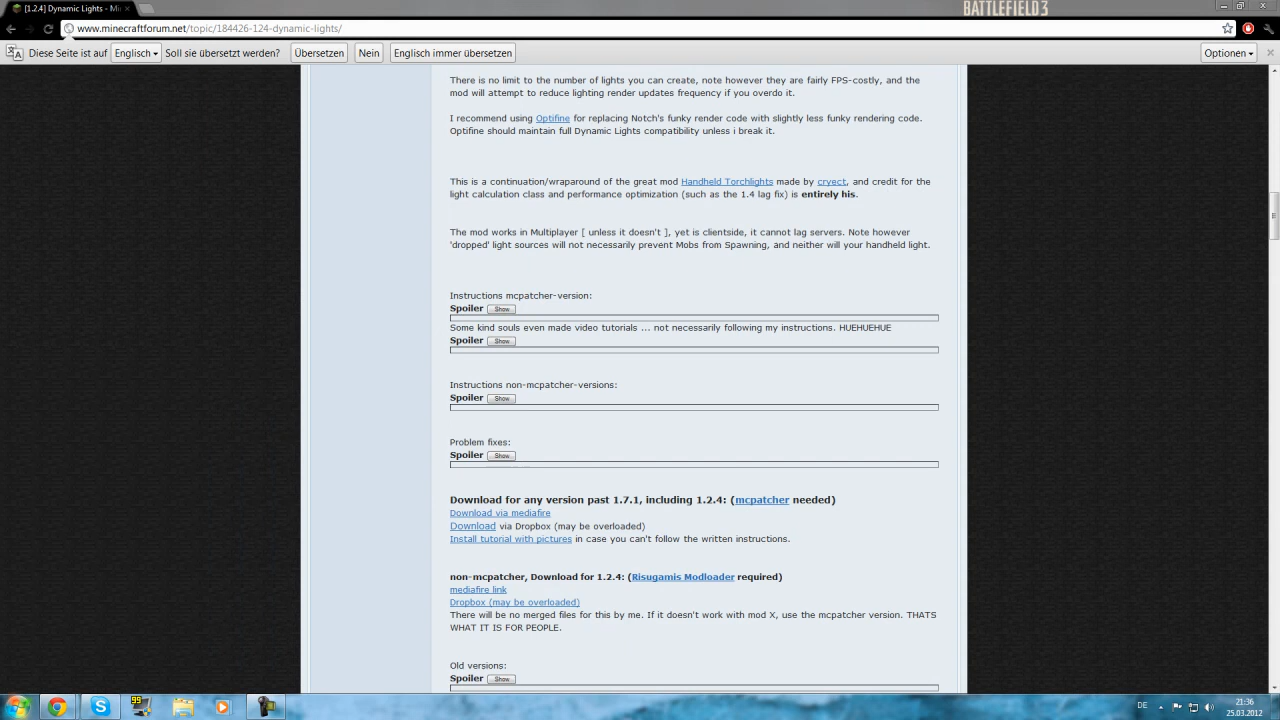 [1.2.4] Dynamic Lights - Mi
BATTLEFIELD 3
www.minecraftforum.net/topic/184426-124-dynamic-lights/
Diese Seite ist auf Englisch Soll sie übersetzt werden? Übersetzen Nein Englisch immer übersetzen Optionen
There is no limit to the number of lights you can create, note however they are fairly FPS-costly, and the
mod will attempt to reduce lighting render updates frequency if you overdo it.
I recommend using Optifine for replacing Notch's funky render code with slightly less funky rendering code.
Optifine should maintain full Dynamic Lights compatibility unless i break it.
This is a continuation/wraparound of the great mod Handheld Torchlights made by cryect, and credit for the
light calculation class and performance optimization (such as the 1.4 lag fix) is entirely his.
The mod works in Multiplayer [ unless it doesn't ], yet is clientside, it cannot lag servers. Note however
'dropped' light sources will not necessarily prevent Mobs from Spawning, and neither will your handheld light.
Instructions mcpatcher-version:
Spoiler Show
Some kind souls even made video tutorials ... not necessarily following my instructions. HUEHUEHUE
Spoiler Show
Instructions non-mcpatcher-versions:
Spoiler Show
Problem fixes:
Spoiler Show
Download for any version past 1.7.1, including 1.2.4: (mcpatcher needed)
Download via mediafire
Download via Dropbox (may be overloaded)
Install tutorial with pictures in case you can't follow the written instructions.
non-mcpatcher, Download for 1.2.4: (Risugamis Modloader required)
mediafire link
Dropbox (may be overloaded)
There will be no merged files for this by me. If it doesn't work with mod X, use the mcpatcher version. THATS
WHAT IT IS FOR PEOPLE.
Old versions:
Spoiler Show
99
DE
21:36
25.03.2012